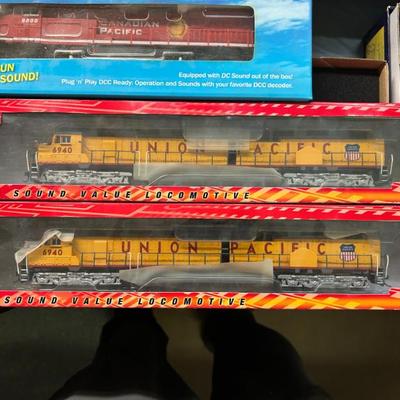 8000 CANADIAN
PACIFIC
UN
SOUND!
Equipped with DC Sound out of the box!
Plug 'n' Play DCC Ready: Operation and Sounds with your favorite DCC decoder.
6940 UNION PACIFIC
SOUND VALUE LOCOMOTIVE
UNION PACIFIC
6940
SOUND VALUE LOCOMOTIVE